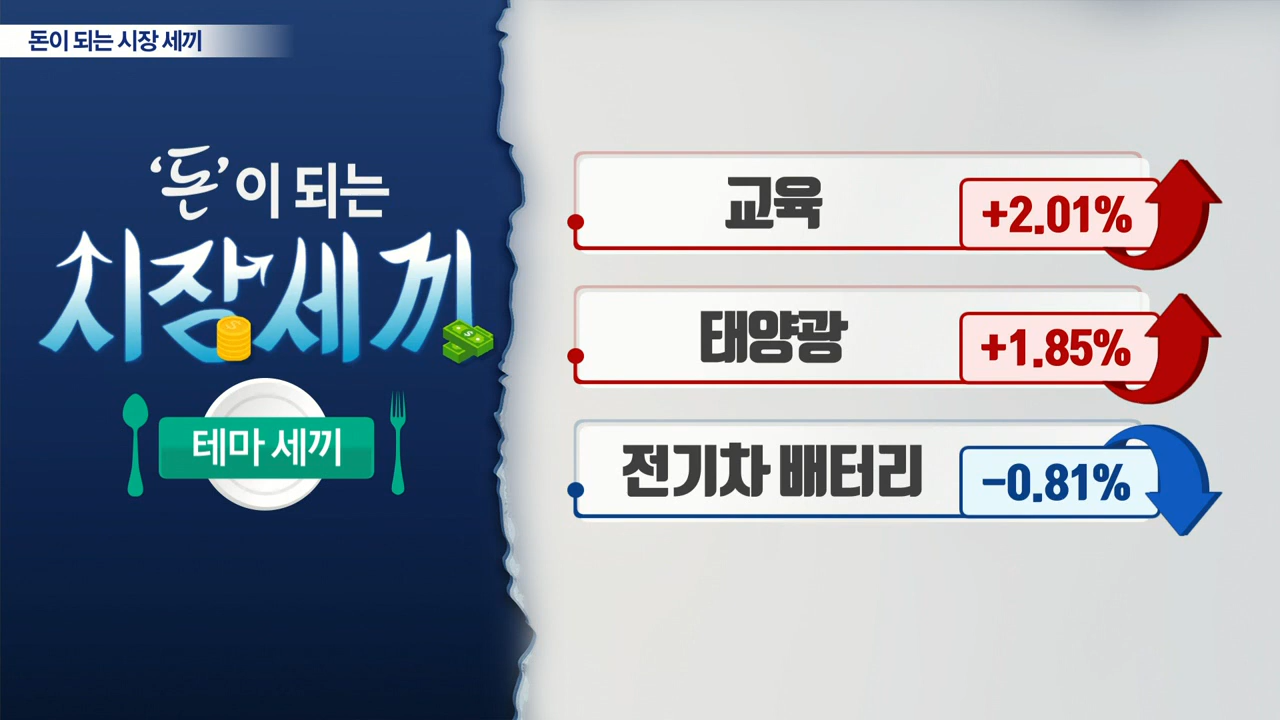 돈이 되는 시장 세끼
‘돈’이 되는
시장세끼
테마 세끼
교육
+2.01%
태양광
+1.85%
전기차 배터리
-0.81%